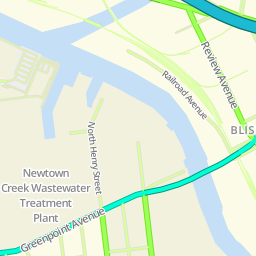 Review Avenue
Railroad Avenue
BLIS
North Henry Street
Newtown
Creek Wastewater
Treatment
Plant
Greenpoint Avenue